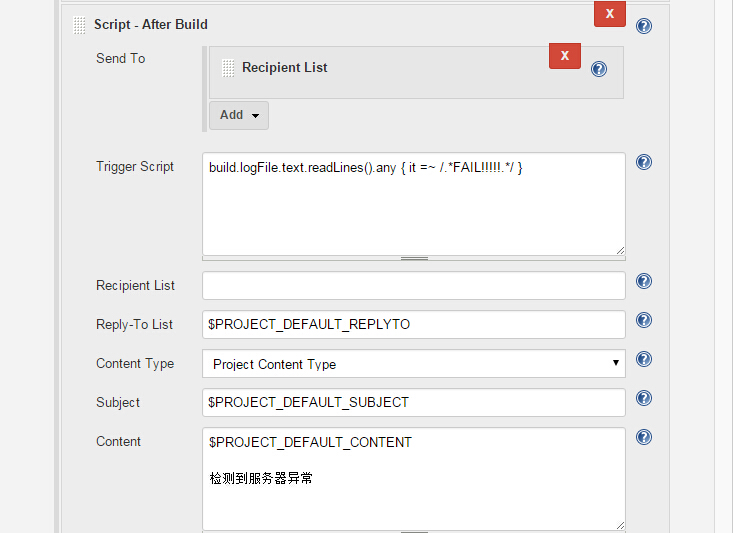 Script - After Build
X
?
Send To
Recipient List
X
?
Add
Trigger Script
build.logFile.text.readLines().any { it =~ /.*FAIL!!!!!.*/ }
?
Recipient List
?
Reply-To List
$PROJECT_DEFAULT_REPLYTO
?
Content Type
Project Content Type
?
Subject
$PROJECT_DEFAULT_SUBJECT
?
Content
$PROJECT_DEFAULT_CONTENT
?
检测到服务器异常